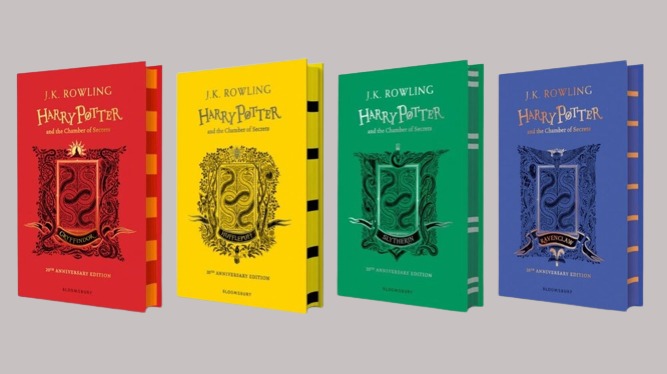 J.K. ROWLING
HARRY POTTER
and the Chamber of Secrets
GRYFFINDOR
20TH ANNIVERSARY EDITION
BLOOMSBURY
J.K. ROWLING
HARRY POTTER
and the Chamber of Secrets
HUFFLEPUFF
20TH ANNIVERSARY EDITION
BLOOMSBURY
J.K. ROWLING
HARRY POTTER
and the Chamber of Secrets
SLYTHERIN
20TH ANNIVERSARY EDITION
BLOOMSBURY
J.K. ROWLING
HARRY POTTER
and the Chamber of Secrets
RAVENCLAW
20TH ANNIVERSARY EDITION
BLOOMSBURY